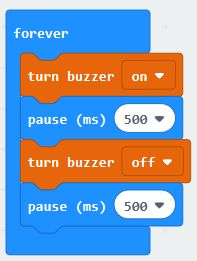 forever
turn buzzer on
pause (ms) 500
turn buzzer off
pause (ms) 500